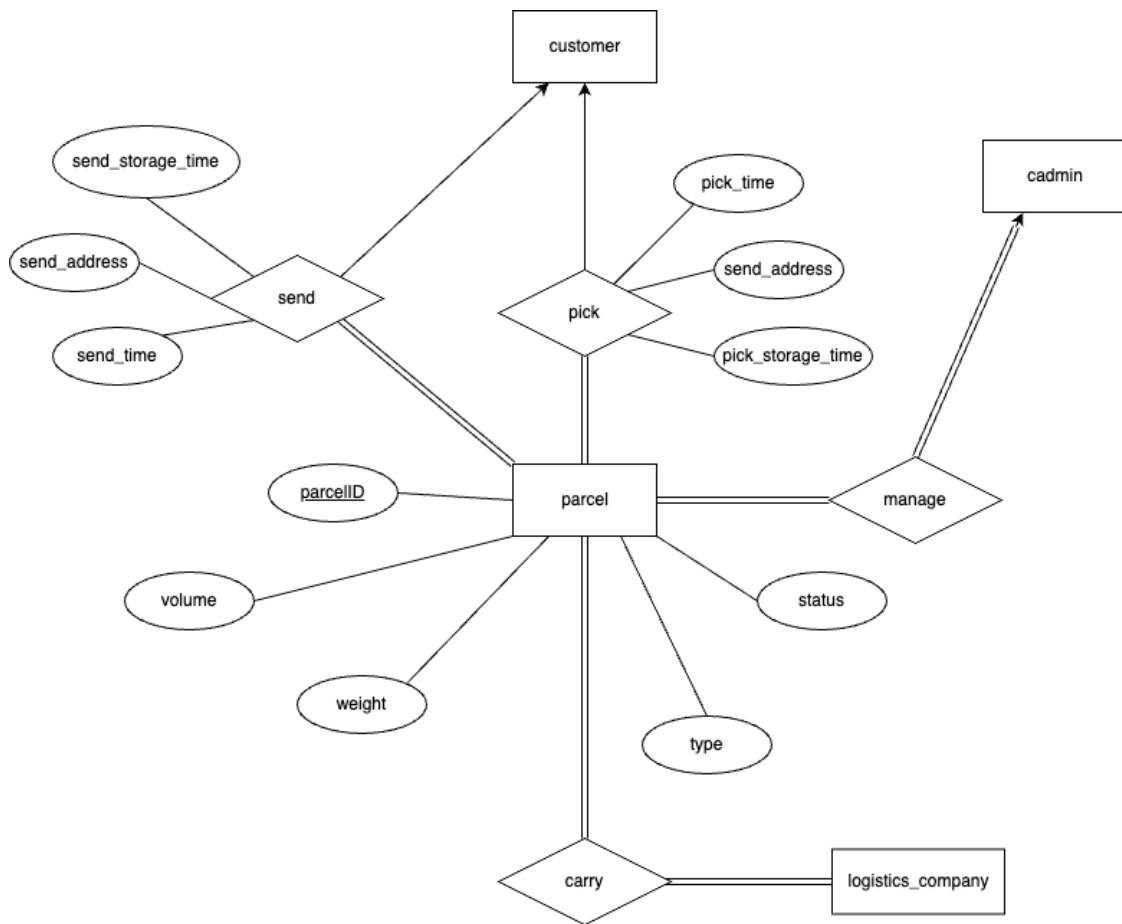 customer
send_storage_time
pick_time
cadmin
send_address
send_address
send
pick
send_time
pick_storage_time
parcelID
parcel
manage
volume
status
weight
type
carry
logistics_company